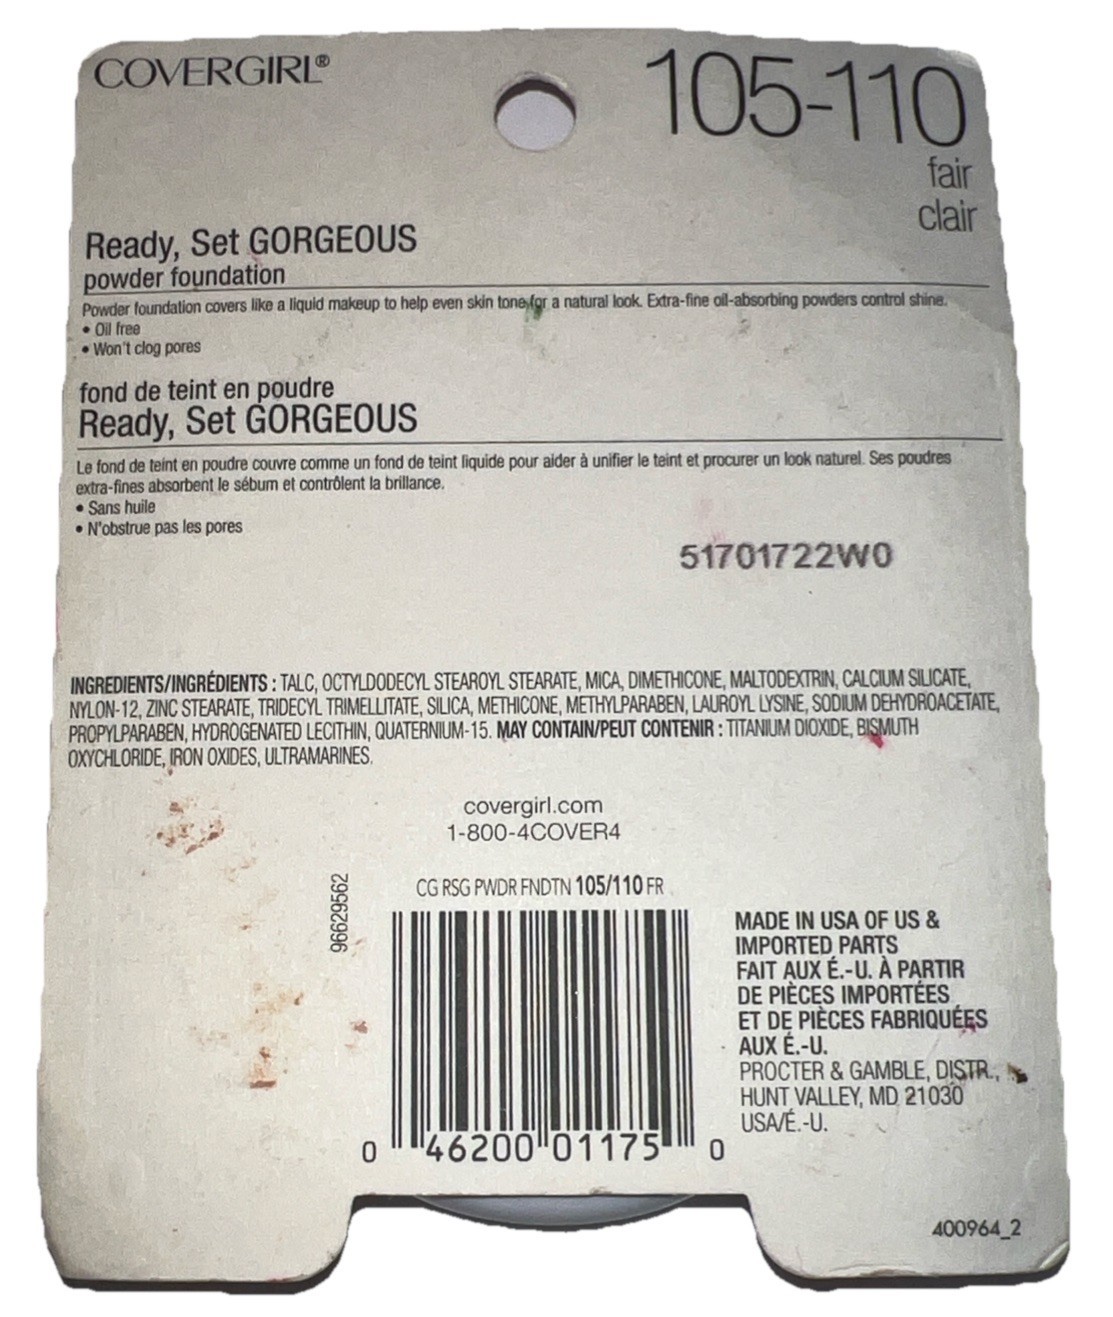 COVERGIRL®
105-110
fair
clair
Ready, Set GORGEOUS
powder foundation
Powder foundation covers like a liquid makeup to help even skin tone for a natural look. Extra-fine oil-absorbing powders control shine.
• Oil free
• Won't clog pores
fond de teint en poudre
Ready, Set GORGEOUS
Le fond de teint en poudre couvre comme un fond de teint liquide pour aider à unifier le teint et procurer un look naturel. Ses poudres
extra-fines absorbent le sébum et contrôlent la brillance.
• Sans huile
• N'obstrue pas les pores
51701722W0
INGREDIENTS/INGRÉDIENTS : TALC, OCTYLDODECYL STEAROYL STEARATE, MICA, DIMETHICONE, MALTODEXTRIN, CALCIUM SILICATE,
NYLON-12, ZINC STEARATE, TRIDECYL TRIMELLITATE, SILICA, METHICONE, METHYLPARABEN, LAUROYL LYSINE, SODIUM DEHYDROACETATE,
PROPYLPARABEN, HYDROGENATED LECITHIN, QUATERNIUM-15. MAY CONTAIN/PEUT CONTENIR : TITANIUM DIOXIDE, BISMUTH
OXYCHLORIDE, IRON OXIDES, ULTRAMARINES.
covergirl.com
1-800-4COVER4
96629562
CG RSG PWDR FNDTN 105/110 FR
0 46200 01175 0
MADE IN USA OF US &
IMPORTED PARTS
FAIT AUX É.-U. À PARTIR
DE PIÈCES IMPORTÉES
ET DE PIÈCES FABRIQUÉES
AUX É.-U.
PROCTER & GAMBLE, DISTR.,
HUNT VALLEY, MD 21030
USA/É.-U.
400964_2